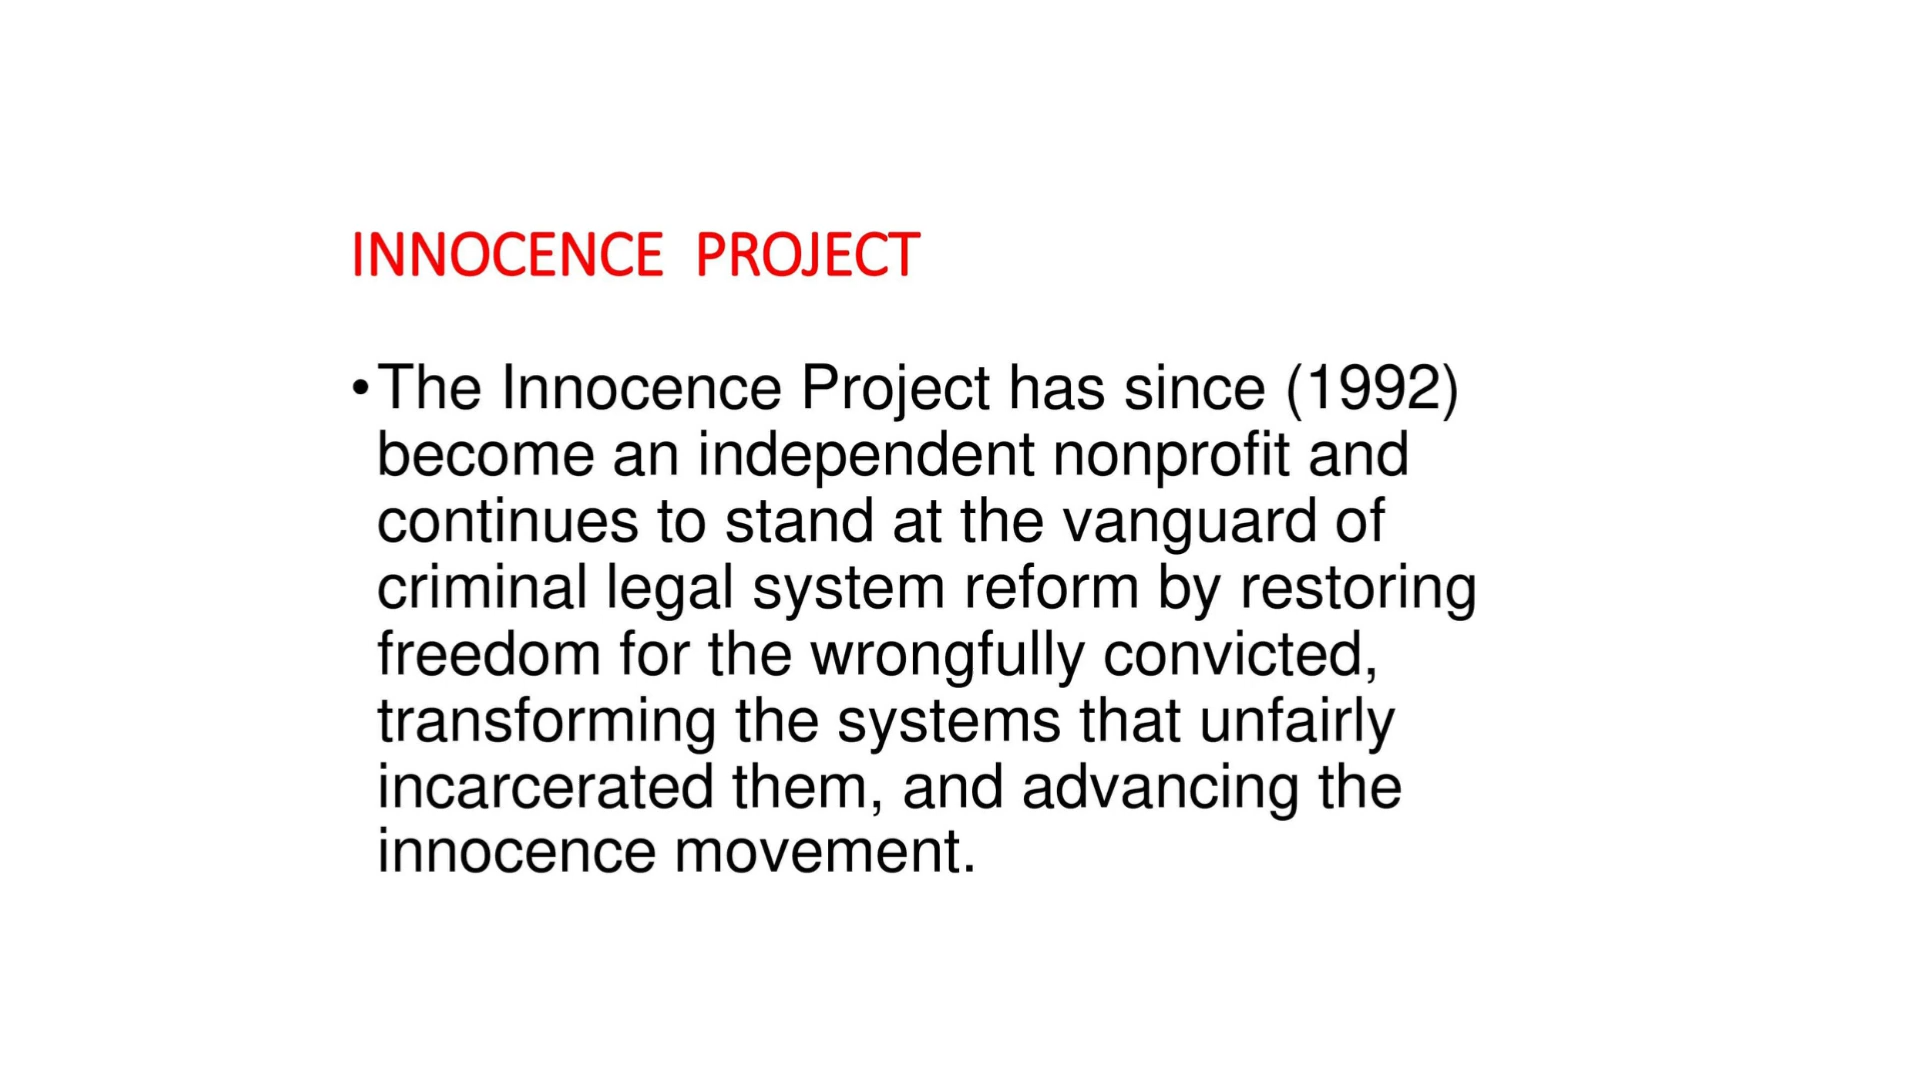 INNOCENCE PROJECT
•The Innocence Project has since (1992)
become an independent nonprofit and
continues to stand at the vanguard of
criminal legal system reform by restoring
freedom for the wrongfully convicted,
transforming the systems that unfairly
incarcerated them, and advancing the
innocence movement.